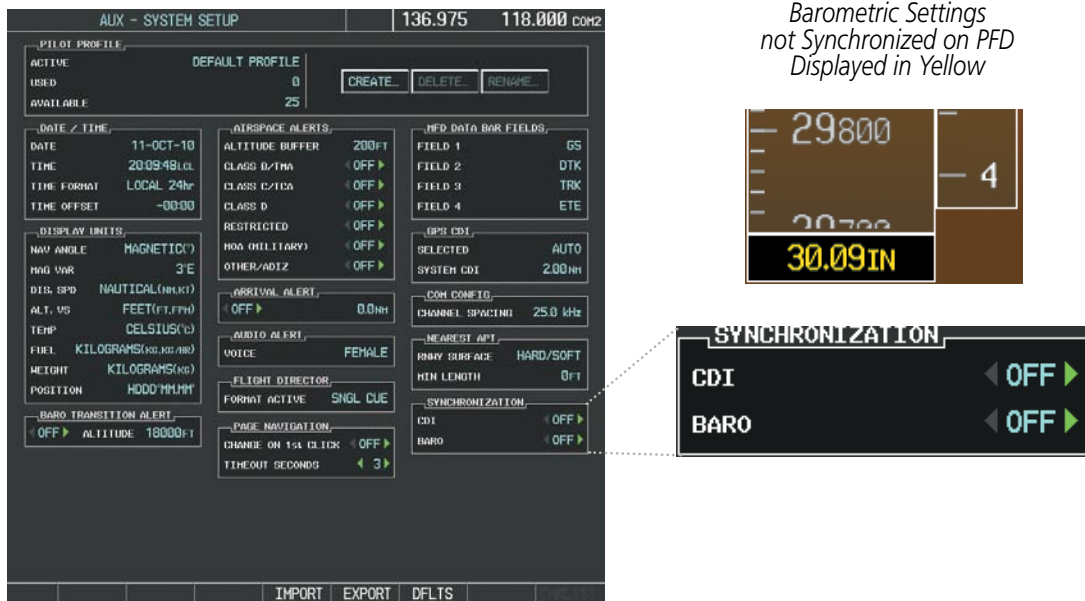 AUX - SYSTEM SETUP
136.975 118.000 COM2
PILOT PROFILE
ACTIVE DEFAULT PROFILE
USED 0
AVAILABLE 25
CREATE… DELETE… RENAME…
DATE / TIME
DATE 11-OCT-10
TIME 20:09:48LCL
TIME FORMAT LOCAL 24hr
TIME OFFSET -00:00
DISPLAY UNITS
NAV ANGLE MAGNETIC(°)
MAG VAR 3°E
DIS, SPD NAUTICAL(NM,KT)
ALT, VS FEET(FT,FPM)
TEMP CELSIUS(°C)
FUEL KILOGRAMS(KG,KG/HR)
WEIGHT KILOGRAMS(KG)
POSITION HDDD°MM.MM'
BARO TRANSITION ALERT
OFF ALTITUDE 18000FT
AIRSPACE ALERTS
ALTITUDE BUFFER 200FT
CLASS B/TMA OFF
CLASS C/TCA OFF
CLASS D OFF
RESTRICTED OFF
MOA (MILITARY) OFF
OTHER/ADIZ OFF
ARRIVAL ALERT
OFF 0.0NM
AUDIO ALERT
VOICE FEMALE
FLIGHT DIRECTOR
FORMAT ACTIVE SNGL CUE
PAGE NAVIGATION
CHANGE ON 1st CLICK OFF
TIMEOUT SECONDS 3
MFD DATA BAR FIELDS
FIELD 1 GS
FIELD 2 DTK
FIELD 3 TRK
FIELD 4 ETE
GPS CDI
SELECTED AUTO
SYSTEM CDI 2.00NM
COM CONFIG
CHANNEL SPACING 25.0 kHz
NEAREST APT
RNWY SURFACE HARD/SOFT
MIN LENGTH 0FT
SYNCHRONIZATION
CDI OFF
BARO OFF
IMPORT EXPORT DFLTS
Barometric Settings
not Synchronized on PFD
Displayed in Yellow
29800
4
30.09IN
SYNCHRONIZATION
CDI OFF
BARO OFF